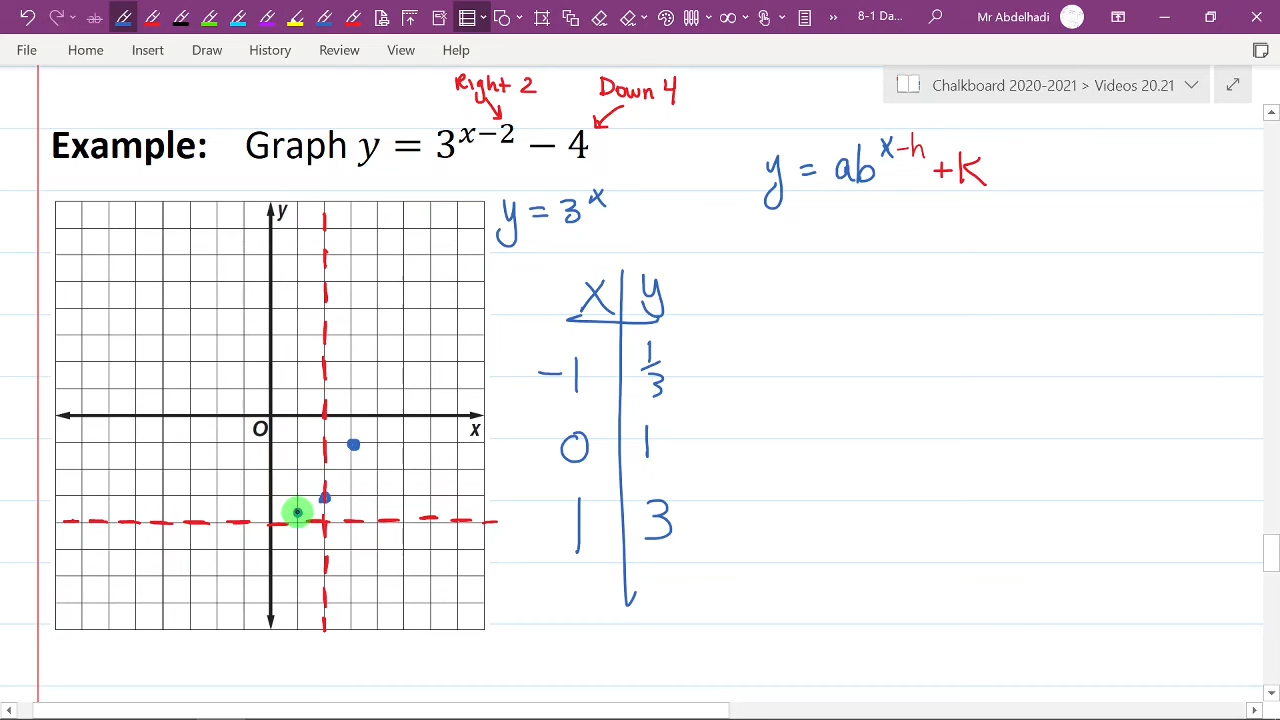 8-1 Da...
Mr Abdelhadi
File Home Insert Draw History Review View Help
Chalkboard 2020-2021 > Videos 20.21
Right 2 Down 4
Example: Graph y = 3^{x−2} − 4
y = ab^{x-h} + k
y = 3^x
y
O
x
x y
-1 1/3
0 1
1 3